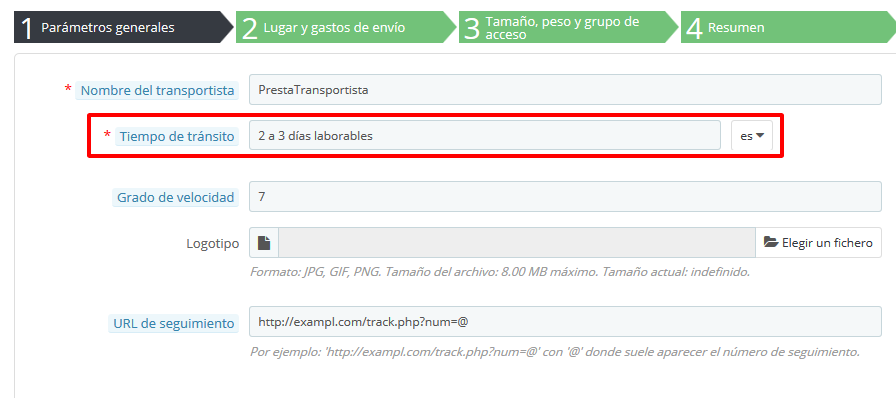 1 Parámetros generales
2 Lugar y gastos de envío
3 Tamaño, peso y grupo de
acceso
4 Resumen
* Nombre del transportista PrestaTransportista
* Tiempo de tránsito 2 a 3 días laborables es
Grado de velocidad 7
Logotipo Elegir un fichero
Formato: JPG, GIF, PNG. Tamaño del archivo: 8.00 MB máximo. Tamaño actual: indefinido.
URL de seguimiento http://exampl.com/track.php?num=@
Por ejemplo: 'http://exampl.com/track.php?num=@' con '@' donde suele aparecer el número de seguimiento.